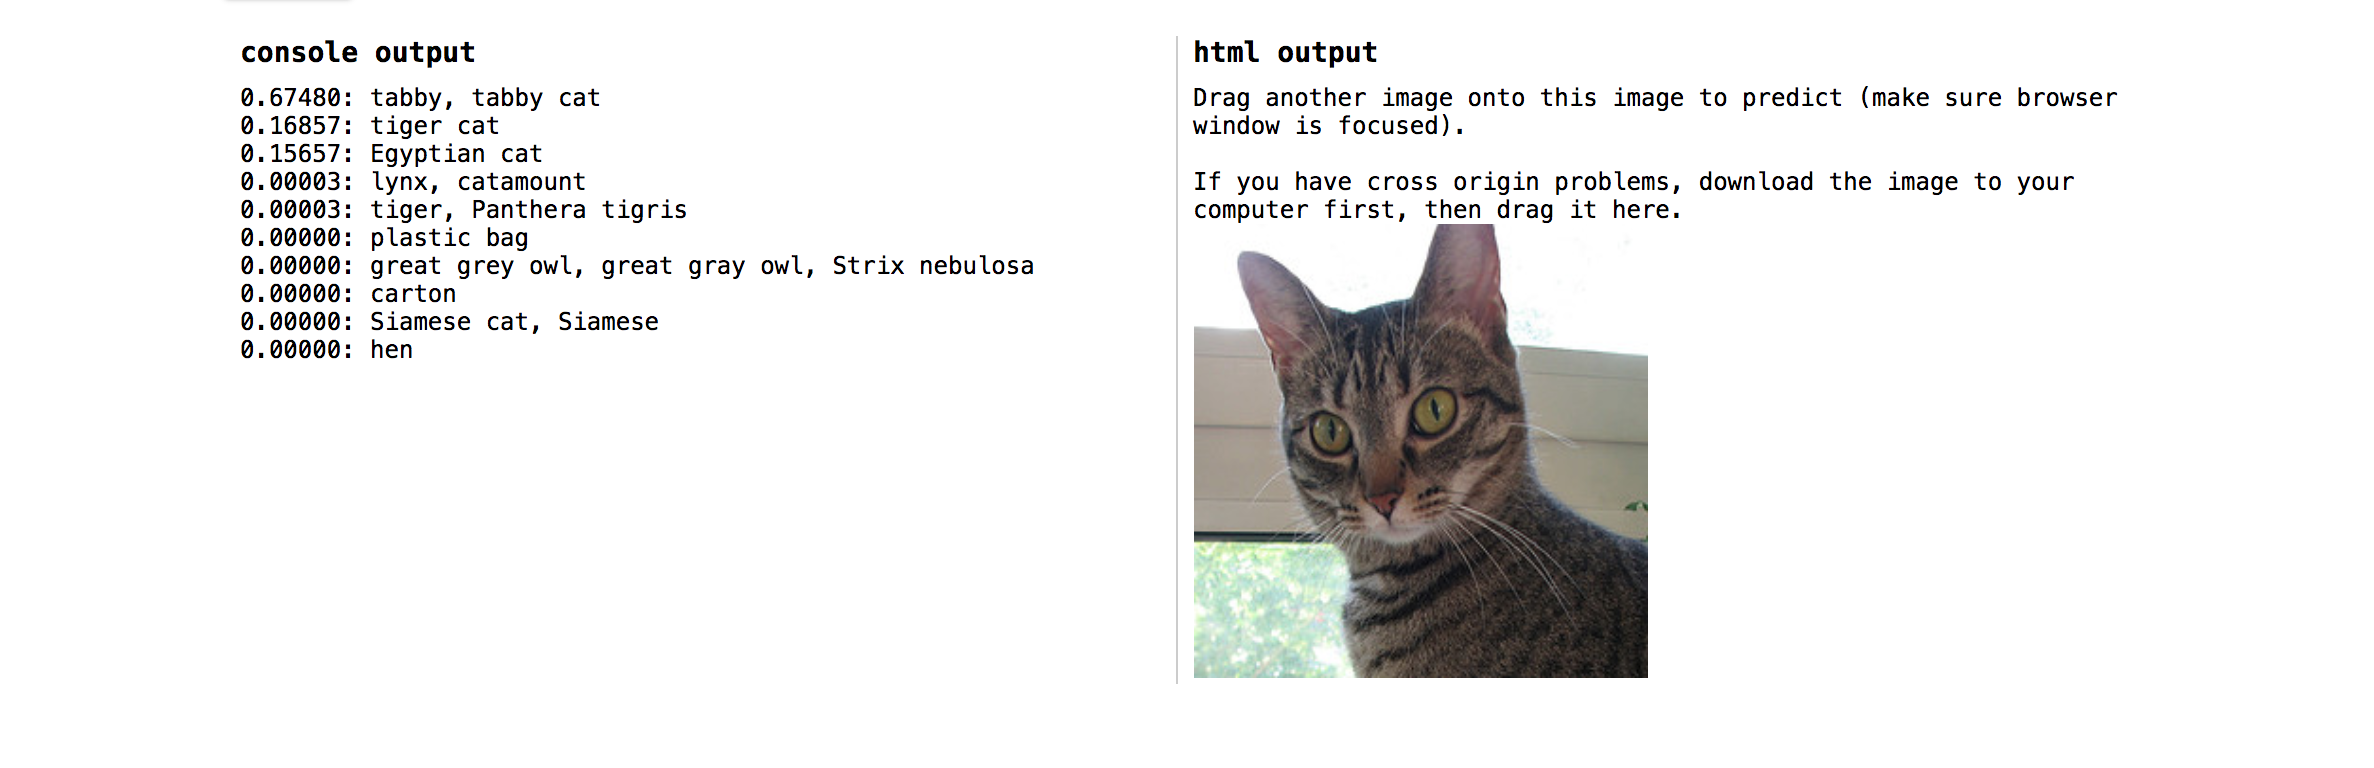 console output
0.67480: tabby, tabby cat
0.16857: tiger cat
0.15657: Egyptian cat
0.00003: lynx, catamount
0.00003: tiger, Panthera tigris
0.00000: plastic bag
0.00000: great grey owl, great gray owl, Strix nebulosa
0.00000: carton
0.00000: Siamese cat, Siamese
0.00000: hen
html output
Drag another image onto this image to predict (make sure browser
window is focused).
If you have cross origin problems, download the image to your
computer first, then drag it here.